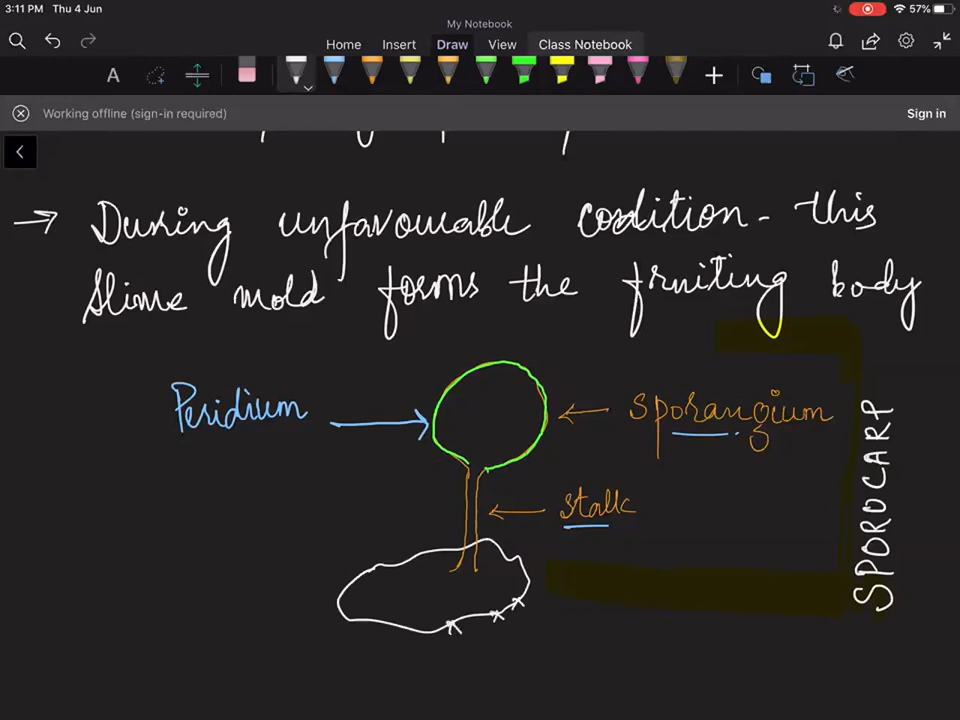 3:11 PM Thu 4 Jun
57%
My Notebook
Home Insert Draw View Class Notebook
A
Working offline (sign-in required)
Sign in
→ During unfavourable condition - this
slime mold forms the fruiting body
Peridium
Sporangium
stalk
SPOROCARP